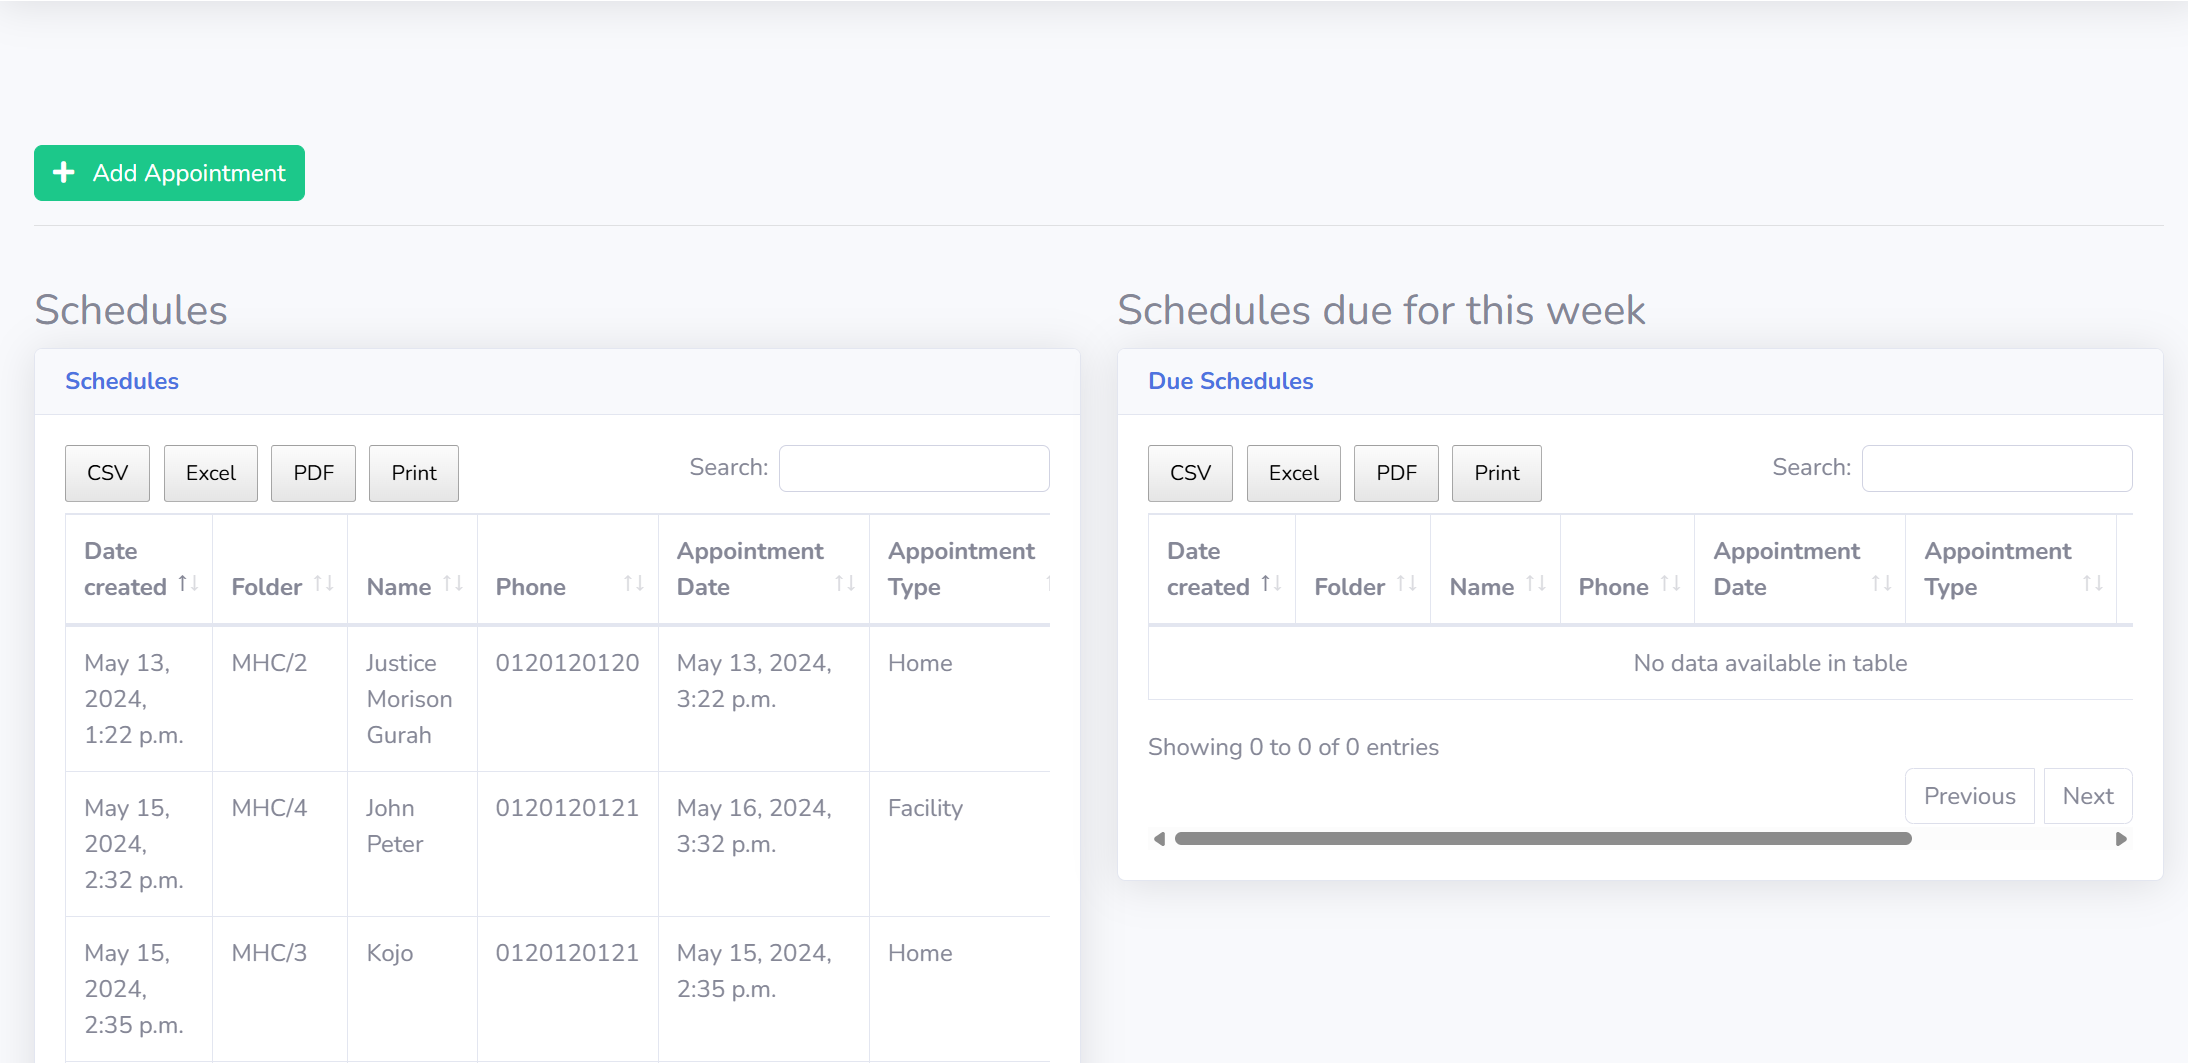 Add Appointment
Schedules
Schedules
CSV Excel PDF Print Search:
Date created Folder Name Phone Appointment Date Appointment Type
May 13, 2024, 1:22 p.m. MHC/2 Justice Morison Gurah 0120120120 May 13, 2024, 3:22 p.m. Home
May 15, 2024, 2:32 p.m. MHC/4 John Peter 0120120121 May 16, 2024, 3:32 p.m. Facility
May 15, 2024, 2:35 p.m. MHC/3 Kojo 0120120121 May 15, 2024, 2:35 p.m. Home
Schedules due for this week
Due Schedules
CSV Excel PDF Print Search:
Date created Folder Name Phone Appointment Date Appointment Type
No data available in table
Showing 0 to 0 of 0 entries
Previous Next